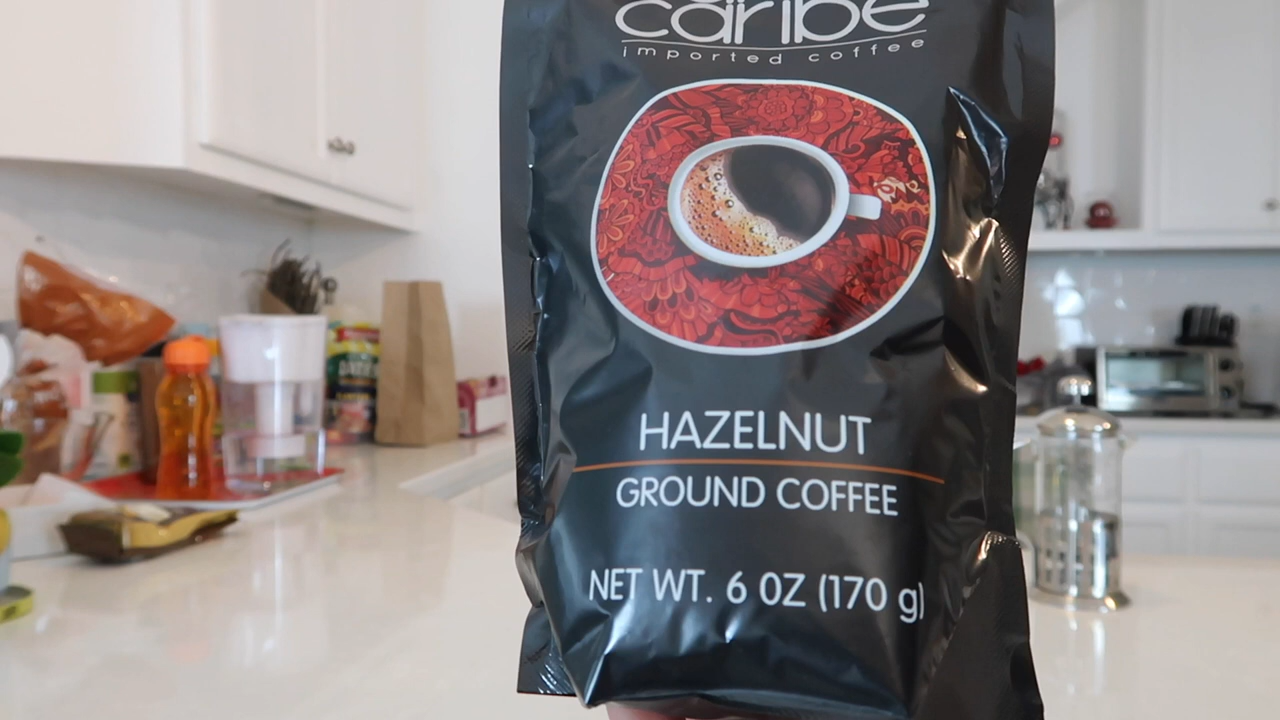 caribe
imported coffee
HAZELNUT
GROUND COFFEE
NET WT. 6 OZ (170 g)